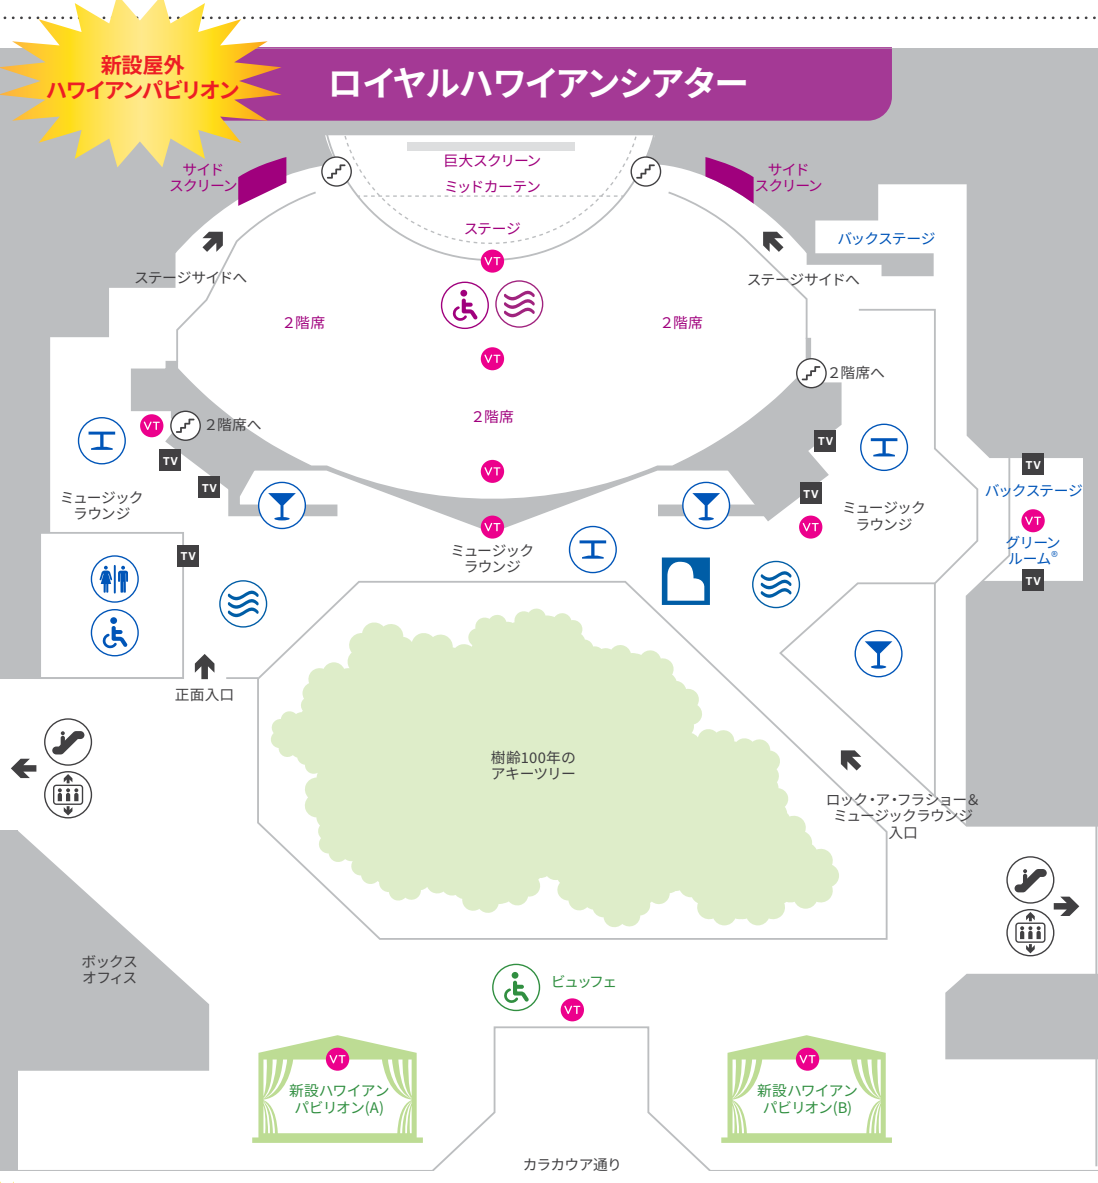 新設屋外
ハワイアンパビリオン
ロイヤルハワイアンシアター
サイド
スクリーン
巨大スクリーン
ミッドカーテン
ステージ
サイド
スクリーン
バックステージ
ステージサイドへ
ステージサイドへ
VT
2階席
2階席
VT
2階席へ
2階席
VT
2階席へ
TV
TV
TV
VT
TV
バックステージ
VT
グリーン
ルーム®
TV
ミュージック
ラウンジ
TV
VT
ミュージック
ラウンジ
VT
ミュージック
ラウンジ
TV
正面入口
樹齢100年の
アキーツリー
ロック・ア・フラショー&
ミュージックラウンジ
入口
ボックス
オフィス
ビュッフェ
VT
VT
新設ハワイアン
パビリオン(A)
VT
新設ハワイアン
パビリオン(B)
カラカウア通り